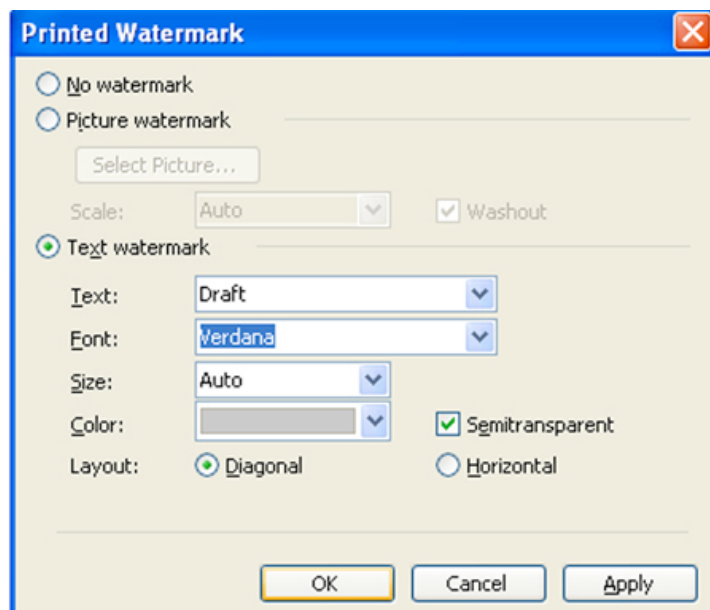 Printed Watermark
No watermark
Picture watermark
Select Picture...
Scale: Auto Washout
Text watermark
Text: Draft
Font: Verdana
Size: Auto
Color: Semitransparent
Layout: Diagonal Horizontal
OK Cancel Apply